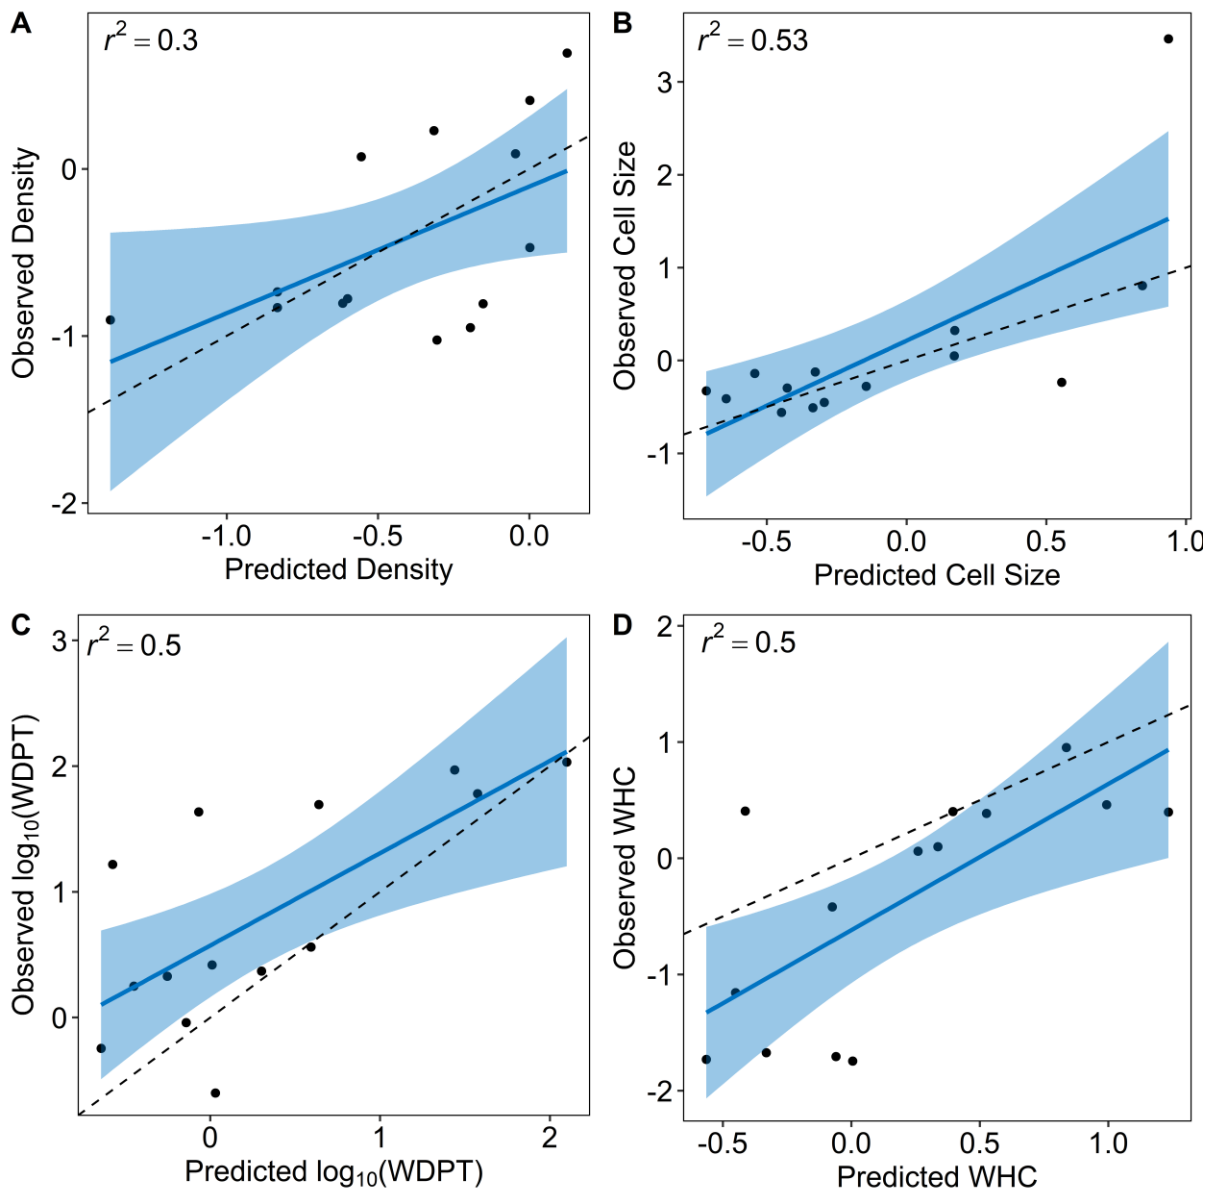 A
r² = 0.3
Observed Density
0
-1
-2
-1.0
-0.5
0.0
Predicted Density
B
r² = 0.53
Observed Cell Size
3
2
1
0
-1
-0.5
0.0
0.5
1.0
Predicted Cell Size
C
r² = 0.5
Observed log₁₀(WDPT)
3
2
1
0
0
1
2
Predicted log₁₀(WDPT)
D
r² = 0.5
Observed WHC
2
1
0
-1
-2
-0.5
0.0
0.5
1.0
Predicted WHC